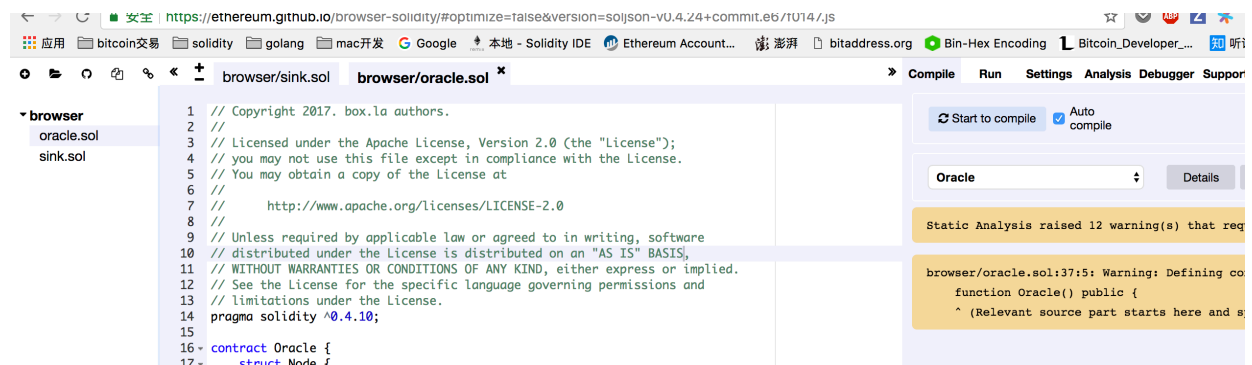 安全 https://ethereum.github.io/browser-solidity/#optimize=false&version=soljson-v0.4.24+commit.e67f0147.js
应用 bitcoin交易 solidity golang mac开发 Google 本地 - Solidity IDE Ethereum Account... 澎湃 bitaddress.org Bin-Hex Encoding Bitcoin_Developer_...
browser/sink.sol browser/oracle.sol Compile Run Settings Analysis Debugger Support
browser
oracle.sol
sink.sol
1 // Copyright 2017. box.la authors.
2 //
3 // Licensed under the Apache License, Version 2.0 (the "License");
4 // you may not use this file except in compliance with the License.
5 // You may obtain a copy of the License at
6 //
7 // http://www.apache.org/licenses/LICENSE-2.0
8 //
9 // Unless required by applicable law or agreed to in writing, software
10 // distributed under the License is distributed on an "AS IS" BASIS,
11 // WITHOUT WARRANTIES OR CONDITIONS OF ANY KIND, either express or implied.
12 // See the License for the specific language governing permissions and
13 // limitations under the License.
14 pragma solidity ^0.4.10;
15
16 contract Oracle {
17 struct Node {
Start to compile
Auto
compile
Oracle
Details
Static Analysis raised 12 warning(s) that req
browser/oracle.sol:37:5: Warning: Defining co
function Oracle() public {
^ (Relevant source part starts here and s